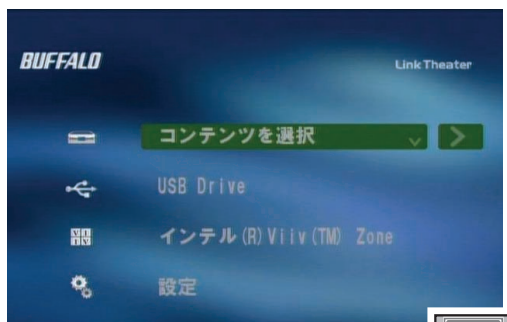 BUFFALO
LinkTheater
コンテンツを選択
USB Drive
インテル(R)Viiv(TM) Zone
設定